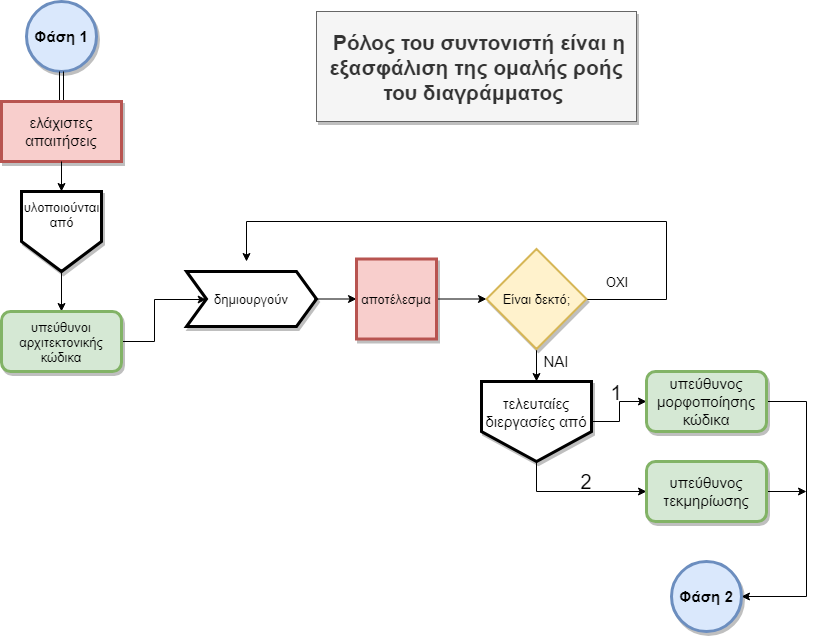 Φάση 1
Ρόλος του συντονιστή είναι η
εξασφάλιση της ομαλής ροής
του διαγράμματος
ελάχιστες
απαιτήσεις
υλοποιούνται
από
υπεύθυνοι
αρχιτεκτονικής
κώδικα
δημιουργούν
αποτέλεσμα
Είναι δεκτό;
ΟΧΙ
ΝΑΙ
τελευταίες
διεργασίες από
1
υπεύθυνος
μορφοποίησης
κώδικα
2
υπεύθυνος
τεκμηρίωσης
Φάση 2